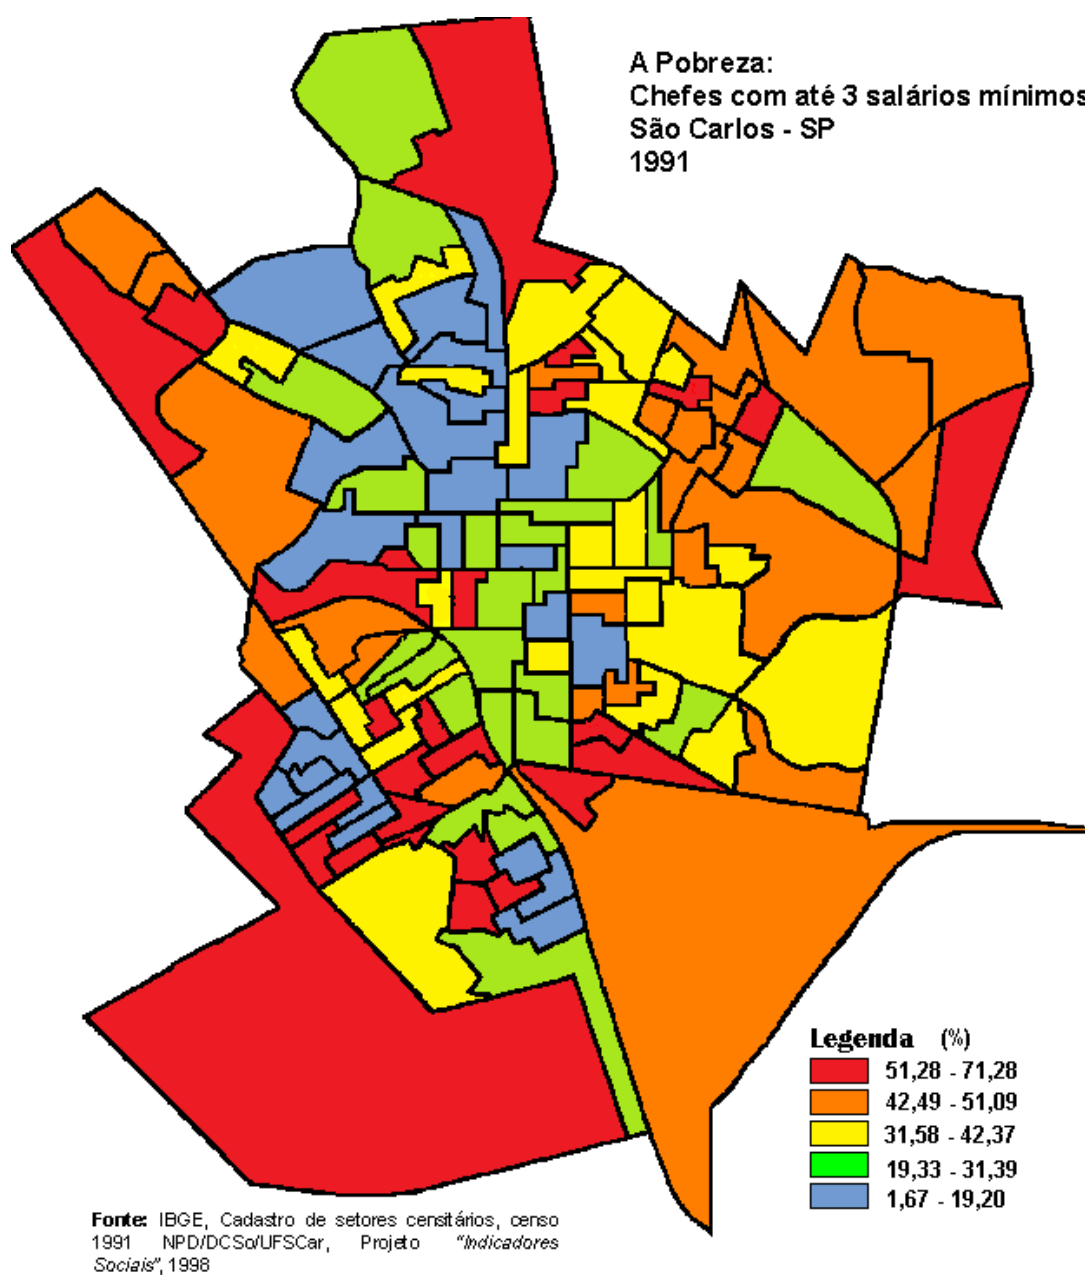 A Pobreza:
Chefes com até 3 salários mínimos
São Carlos - SP
1991
Legenda (%)
51,28 - 71,28
42,49 - 51,09
31,58 - 42,37
19,33 - 31,39
1,67 - 19,20
Fonte: IBGE, Cadastro de setores censitários, censo
1991 NPD/DCSo/UFSCar, Projeto "Indicadores
Sociais", 1998